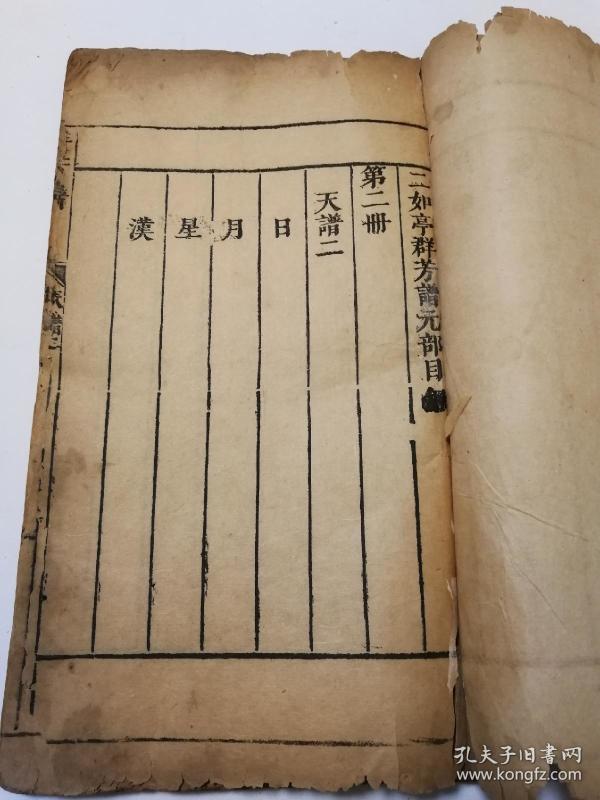 二如亭群芳譜元部目錄
第二冊
天譜二
日
月
星
漢
孔夫子旧书网
www.kongfz.com